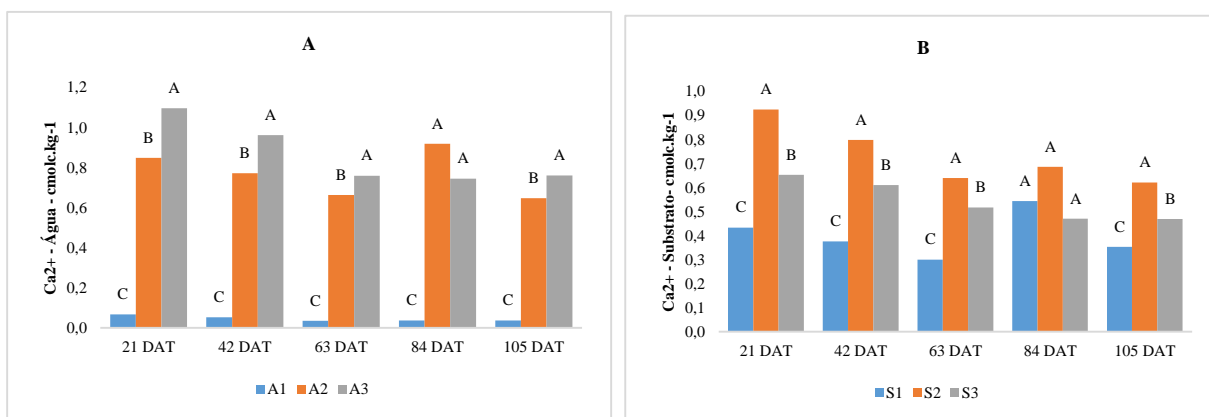 A
Ca2+ - Água - cmolc.kg-1
1,2
1,0
0,8
0,6
0,4
0,2
0,0
C B A
C B A
C B A
C A A
C B A
21 DAT 42 DAT 63 DAT 84 DAT 105 DAT
A1 A2 A3
B
Ca2+ - Substrato- cmolc.kg-1
1,0
0,9
0,8
0,7
0,6
0,5
0,4
0,3
0,2
0,1
0,0
C A B
C A B
C A B
A A A
C A B
21 DAT 42 DAT 63 DAT 84 DAT 105 DAT
S1 S2 S3